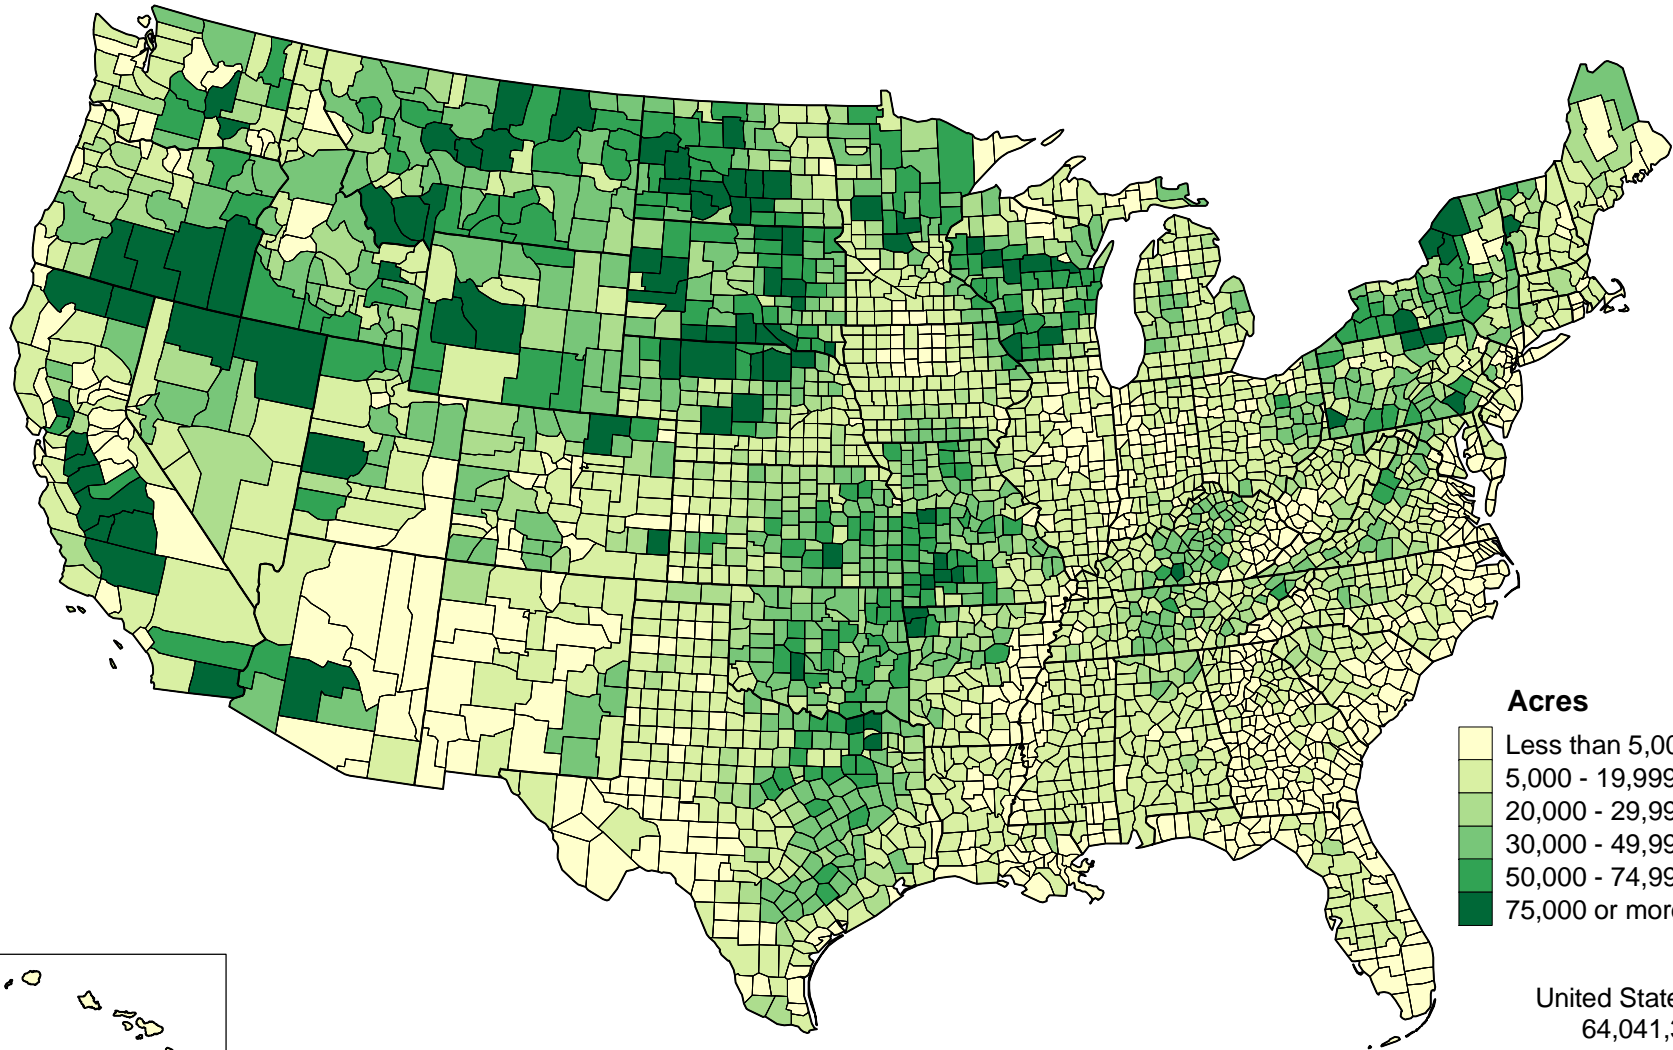 Acres
Less than 5,00
5,000 - 19,999
20,000 - 29,99
30,000 - 49,99
50,000 - 74,99
75,000 or more
United State
64,041,3